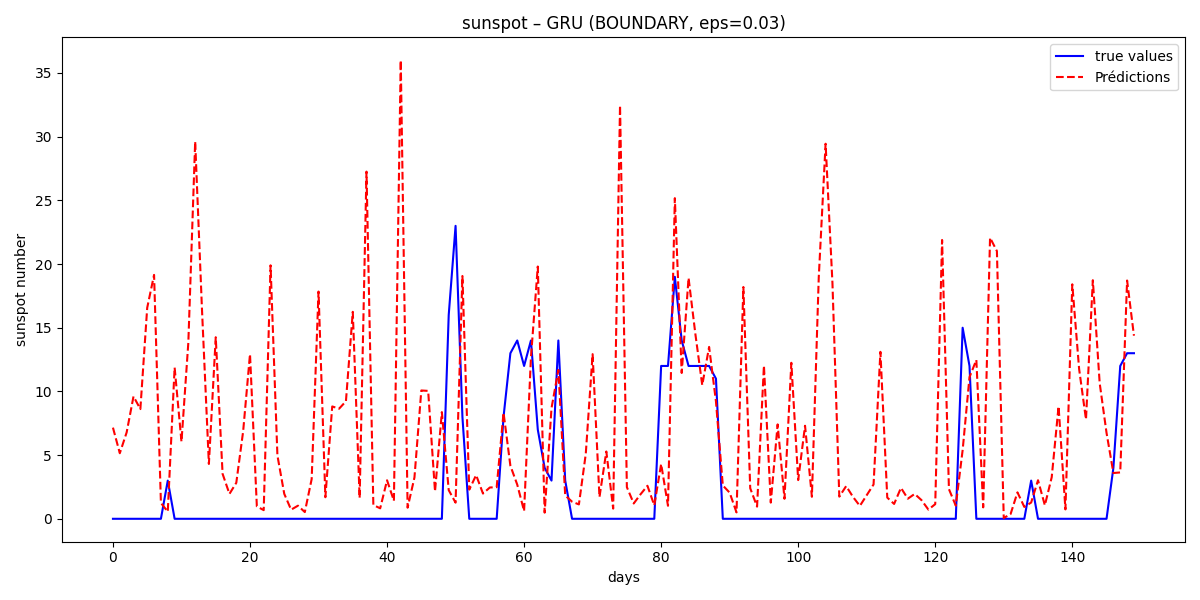 sunspot – GRU (BOUNDARY, eps=0.03)
true values
Prédictions
sunspot number
35
30
25
20
15
10
5
0
0 20 40 60 80 100 120 140
days